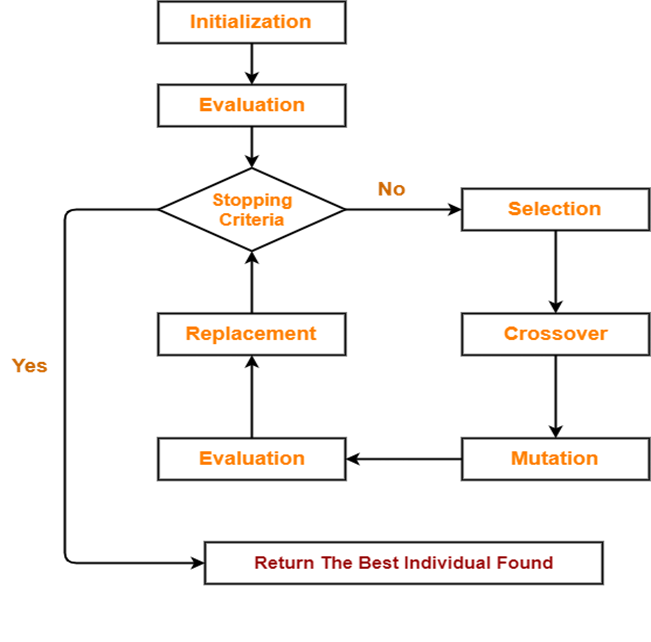 Initialization
Evaluation
Stopping
Criteria
No
Selection
Replacement
Crossover
Yes
Evaluation
Mutation
Return The Best Individual Found